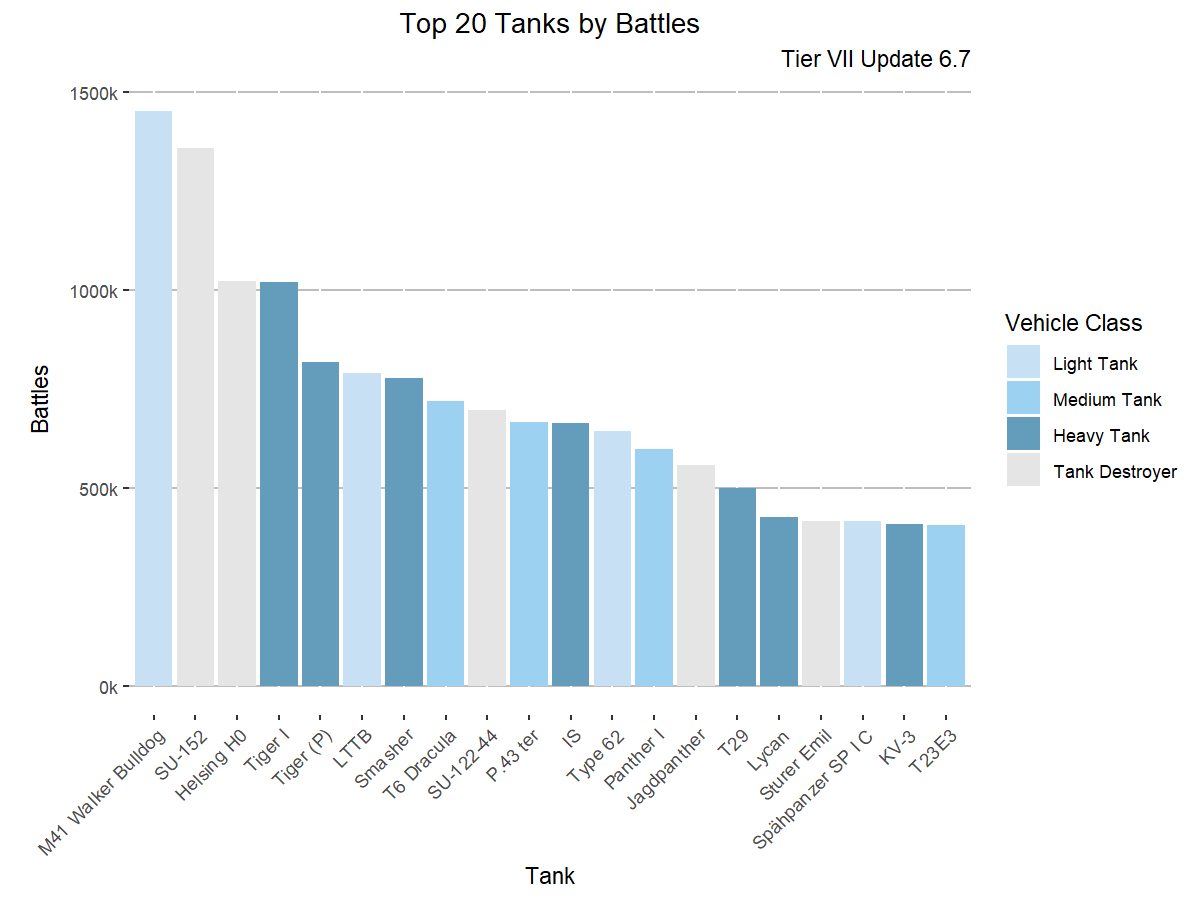 Top 20 Tanks by Battles
Tier VII Update 6.7
1500k
1000k
500k
0k
Battles
M41 Walker Bulldog
SU-152
Helsing H0
Tiger I
Tiger (P)
LTTB
Smasher
T6 Dracula
SU-122-44
P.43 ter
IS
Type 62
Panther I
Jagdpanther
T29
Lycan
Sturer Emil
Spähpanzer SP I C
KV-3
T23E3
Tank
Vehicle Class
Light Tank
Medium Tank
Heavy Tank
Tank Destroyer